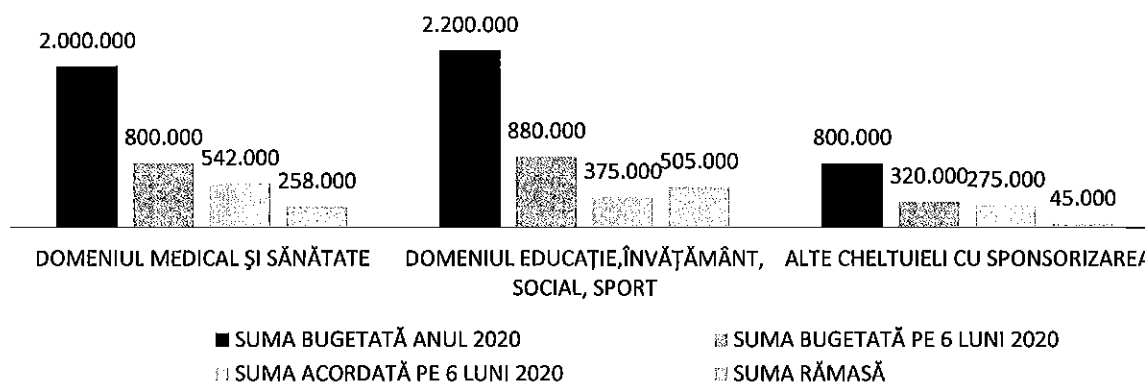 2.000.000
2.200.000
800.000
542.000
258.000
880.000
375.000
505.000
800.000
320.000
275.000
45.000
DOMENIUL MEDICAL ŞI SĂNĂTATE
DOMENIUL EDUCAŢIE,ÎNVĂŢĂMÂNT,
SOCIAL, SPORT
ALTE CHELTUIELI CU SPONSORIZAREA
SUMA BUGETATĂ ANUL 2020
SUMA BUGETATĂ PE 6 LUNI 2020
SUMA ACORDATĂ PE 6 LUNI 2020
SUMA RĂMASĂ